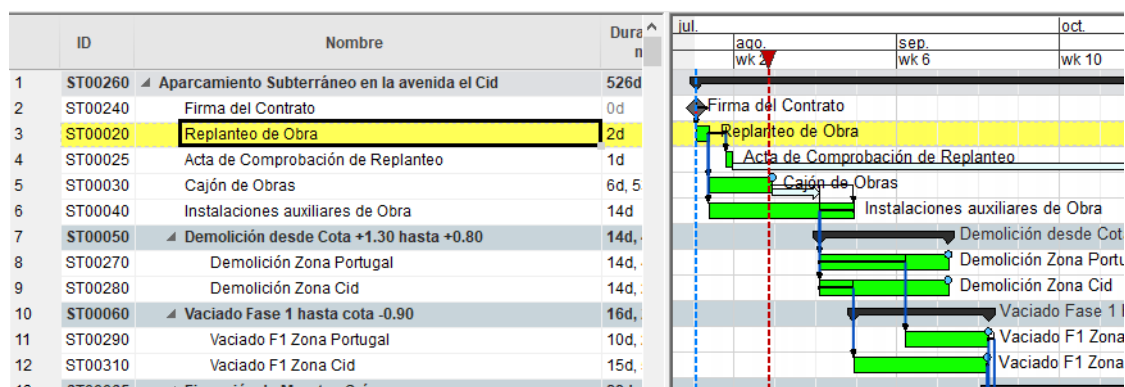 ID Nombre Dura jul. oct.
n ago. sep.
wk 2 wk 6 wk 10
1 ST00260 Aparcamiento Subterráneo en la avenida el Cid 526d
2 ST00240 Firma del Contrato 0d Firma del Contrato
3 ST00020 Replanteo de Obra 2d Replanteo de Obra
4 ST00025 Acta de Comprobación de Replanteo 1d Acta de Comprobación de Replanteo
5 ST00030 Cajón de Obras 6d, 5 Cajón de Obras
6 ST00040 Instalaciones auxiliares de Obra 14d Instalaciones auxiliares de Obra
7 ST00050 Demolición desde Cota +1.30 hasta +0.80 14d, Demolición desde Cot
8 ST00270 Demolición Zona Portugal 14d, Demolición Zona Portu
9 ST00280 Demolición Zona Cid 14d, Demolición Zona Cid
10 ST00060 Vaciado Fase 1 hasta cota -0.90 16d, Vaciado Fase 1
11 ST00290 Vaciado F1 Zona Portugal 10d, Vaciado F1 Zona
12 ST00310 Vaciado F1 Zona Cid 15d, Vaciado F1 Zona